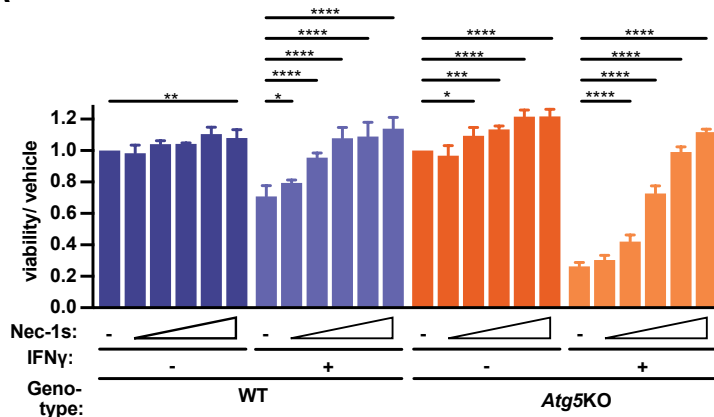 ****
**** ****
**** **** ****
**** *** ****
** * * ****
1.2
1.0
0.8
0.6
0.4
0.2
0.0
viability/ vehicle
Nec-1s: - - - -
IFNγ: - + - +
Geno-
type: WT Atg5KO